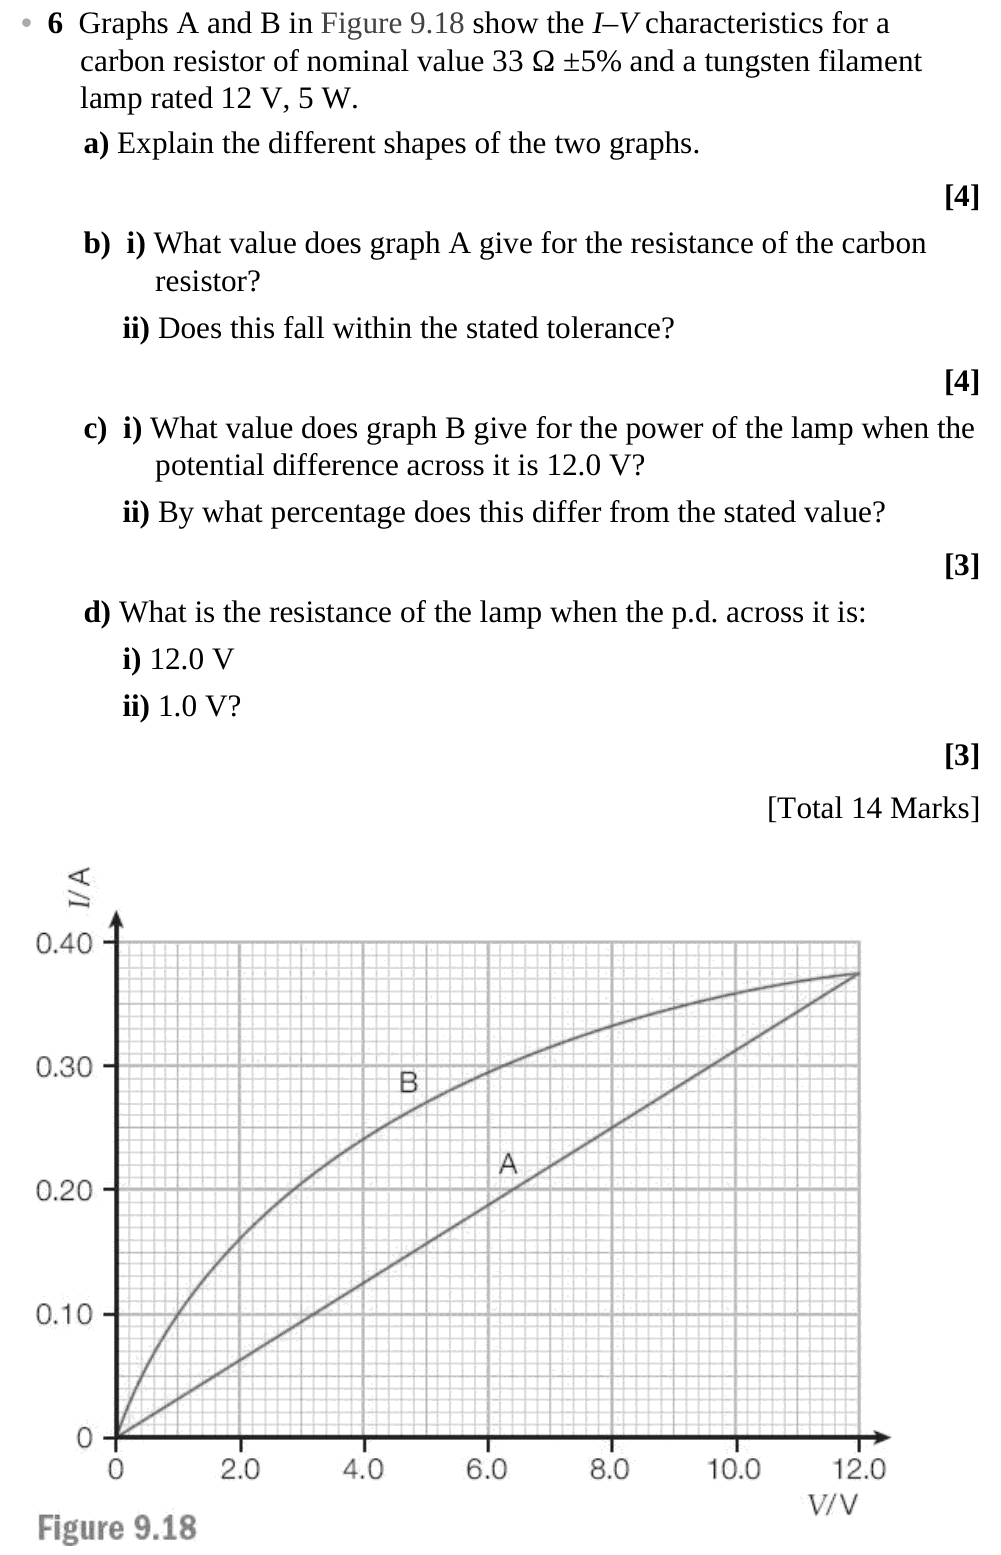 • 6 Graphs A and B in Figure 9.18 show the I–V characteristics for a
carbon resistor of nominal value 33 Ω ±5% and a tungsten filament
lamp rated 12 V, 5 W.
a) Explain the different shapes of the two graphs.
[4]
b) i) What value does graph A give for the resistance of the carbon
resistor?
ii) Does this fall within the stated tolerance?
[4]
c) i) What value does graph B give for the power of the lamp when the
potential difference across it is 12.0 V?
ii) By what percentage does this differ from the stated value?
[3]
d) What is the resistance of the lamp when the p.d. across it is:
i) 12.0 V
ii) 1.0 V?
[3]
[Total 14 Marks]
I/A
0.40
0.30
B
A
0.20
0.10
0
0 2.0 4.0 6.0 8.0 10.0 12.0
V/V
Figure 9.18